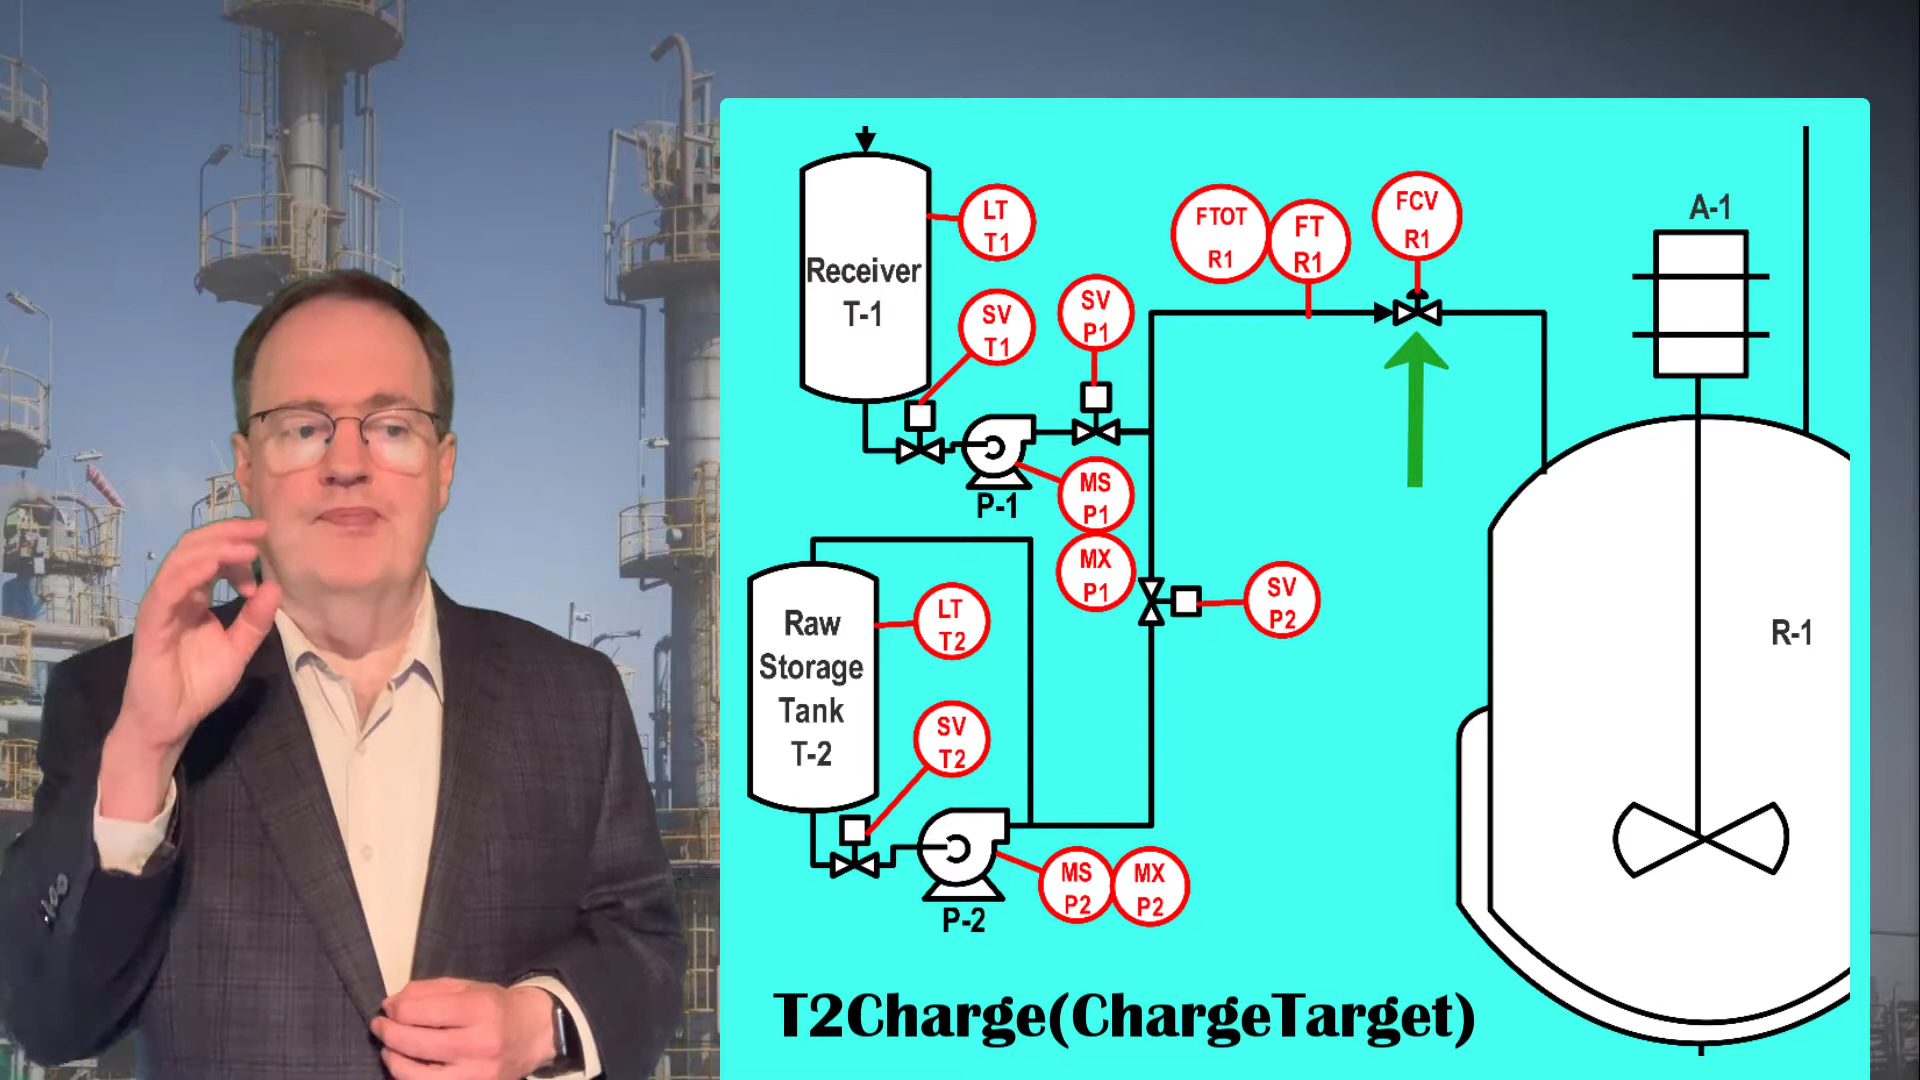 LT
T1
Receiver
T-1
SV
T1
SV
P1
FTOT
R1
FT
R1
FCV
R1
A-1
P-1
MS
P1
MX
P1
Raw
Storage
Tank
T-2
LT
T2
SV
P2
R-1
SV
T2
P-2
MS
P2
MX
P2
T2Charge(ChargeTarget)